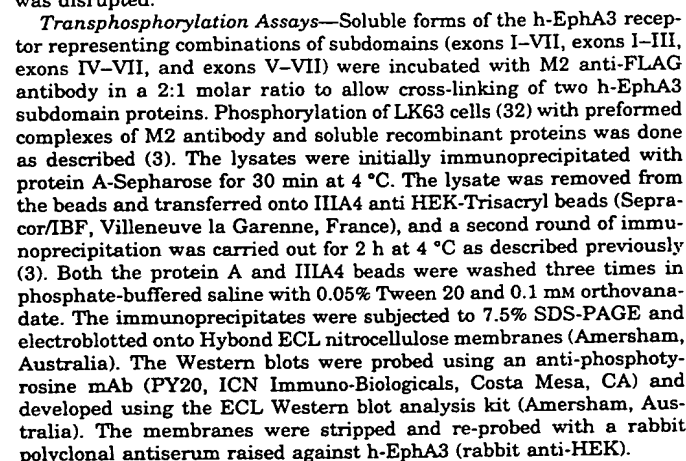 was disrupted.
Transphosphorylation Assays—Soluble forms of the h-EphA3 recep-
tor representing combinations of subdomains (exons I–VII, exons I–III,
exons IV–VII, and exons V–VII) were incubated with M2 anti-FLAG
antibody in a 2:1 molar ratio to allow cross-linking of two h-EphA3
subdomain proteins. Phosphorylation of LK63 cells (32) with preformed
complexes of M2 antibody and soluble recombinant proteins was done
as described (3). The lysates were initially immunoprecipitated with
protein A-Sepharose for 30 min at 4 °C. The lysate was removed from
the beads and transferred onto IIIA4 anti HEK-Trisacryl beads (Sepra-
cor/IBF, Villeneuve la Garenne, France), and a second round of immu-
noprecipitation was carried out for 2 h at 4 °C as described previously
(3). Both the protein A and IIIA4 beads were washed three times in
phosphate-buffered saline with 0.05% Tween 20 and 0.1 mM orthovana-
date. The immunoprecipitates were subjected to 7.5% SDS-PAGE and
electroblotted onto Hybond ECL nitrocellulose membranes (Amersham,
Australia). The Western blots were probed using an anti-phosphoty-
rosine mAb (PY20, ICN Immuno-Biologicals, Costa Mesa, CA) and
developed using the ECL Western blot analysis kit (Amersham, Aus-
tralia). The membranes were stripped and re-probed with a rabbit
polyclonal antiserum raised against h-EphA3 (rabbit anti-HEK).